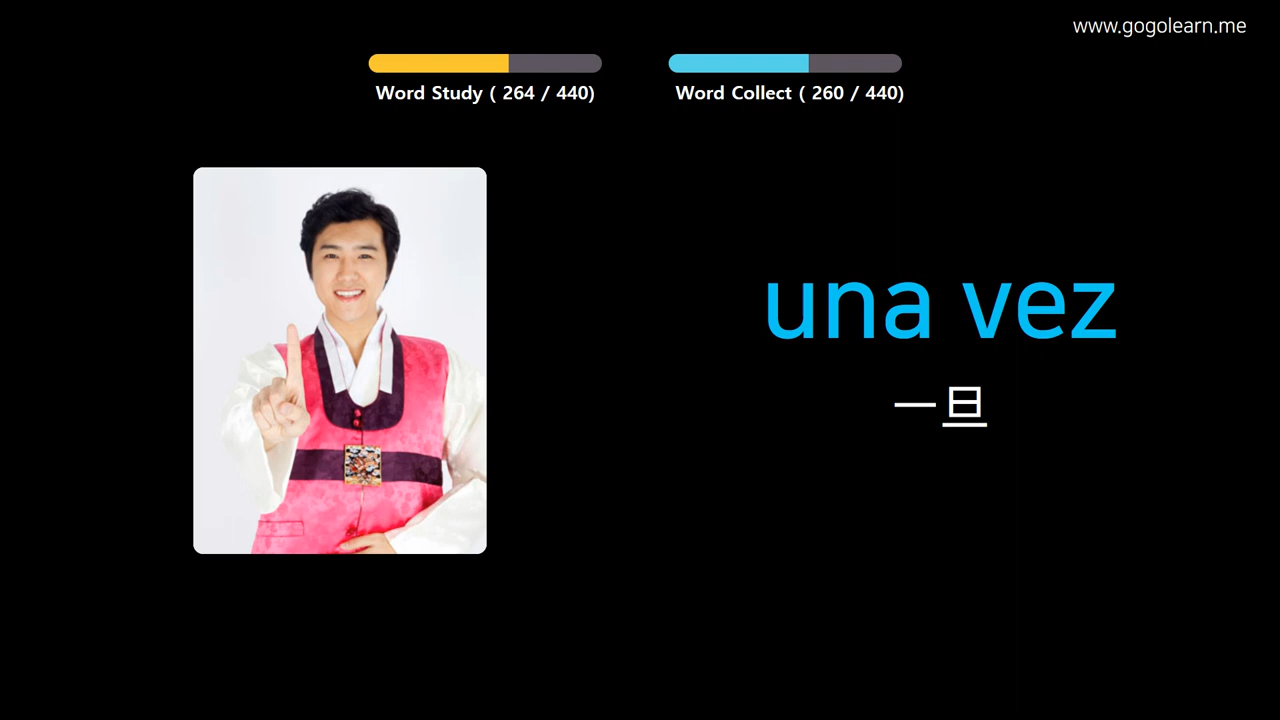 www.gogolearn.me
Word Study ( 264 / 440)
Word Collect ( 260 / 440)
una vez
一旦